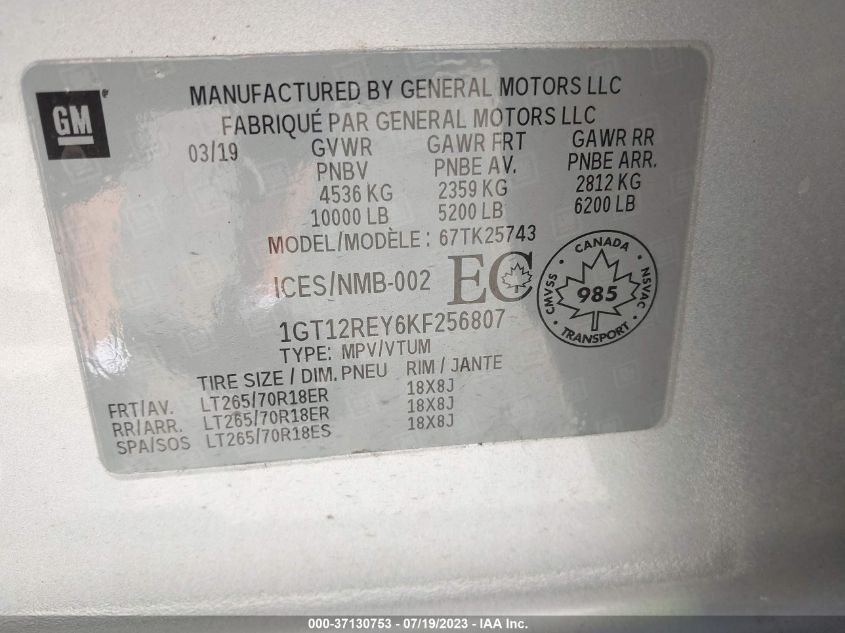 GM
MANUFACTURED BY GENERAL MOTORS LLC
FABRIQUÉ PAR GENERAL MOTORS LLC
03/19 GVWR GAWR FRT GAWR RR
PNBV PNBE AV. PNBE ARR.
4536 KG 2359 KG 2812 KG
10000 LB 5200 LB 6200 LB
MODEL/MODÈLE: 67TK25743
ICES/NMB-002 EC
CANADA
CMVSS 985 NSVAC
TRANSPORT
1GT12REY6KF256807
TYPE: MPV/VTUM
TIRE SIZE / DIM. PNEU RIM / JANTE
FRT/AV. LT265/70R18ER 18X8J
RR/ARR. LT265/70R18ER 18X8J
SPA/SOS LT265/70R18ES 18X8J
000-37130753 - 07/19/2023 - IAA Inc.